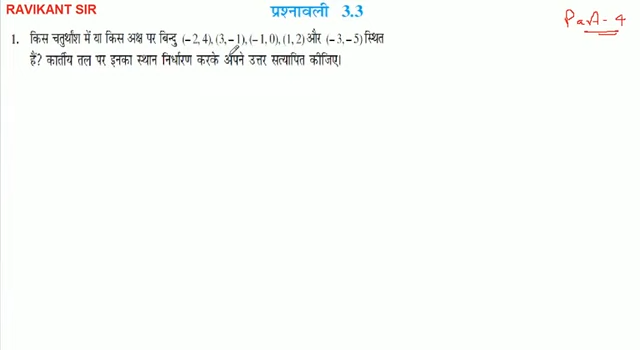 RAVIKANT SIR
प्रश्नावली 3.3
Part-4
1. किस चतुर्थांश में या किस अक्ष पर बिन्दु (– 2, 4), (3, – 1), (– 1, 0), (1, 2) और (– 3, – 5) स्थित
हैं? कार्तीय तल पर इनका स्थान निर्धारण करके अपने उत्तर सत्यापित कीजिए।